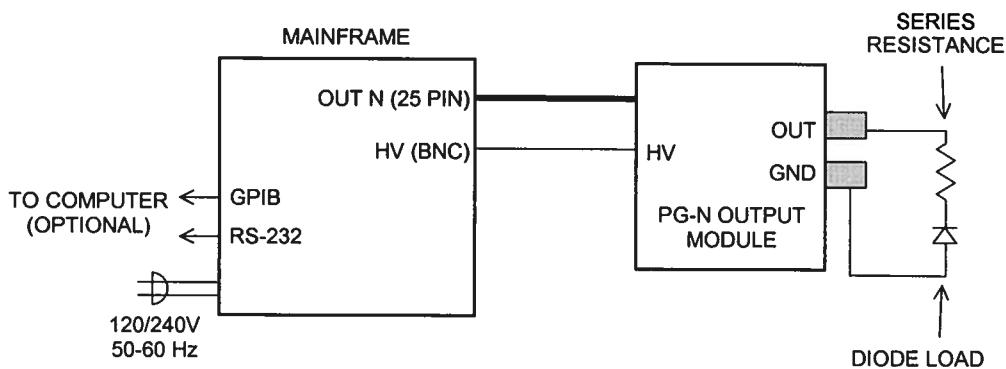 MAINFRAME
OUT N (25 PIN)
HV (BNC)
GPIB
RS-232
TO COMPUTER
(OPTIONAL)
120/240V
50-60 Hz
HV
OUT
GND
PG-N OUTPUT
MODULE
SERIES
RESISTANCE
DIODE LOAD